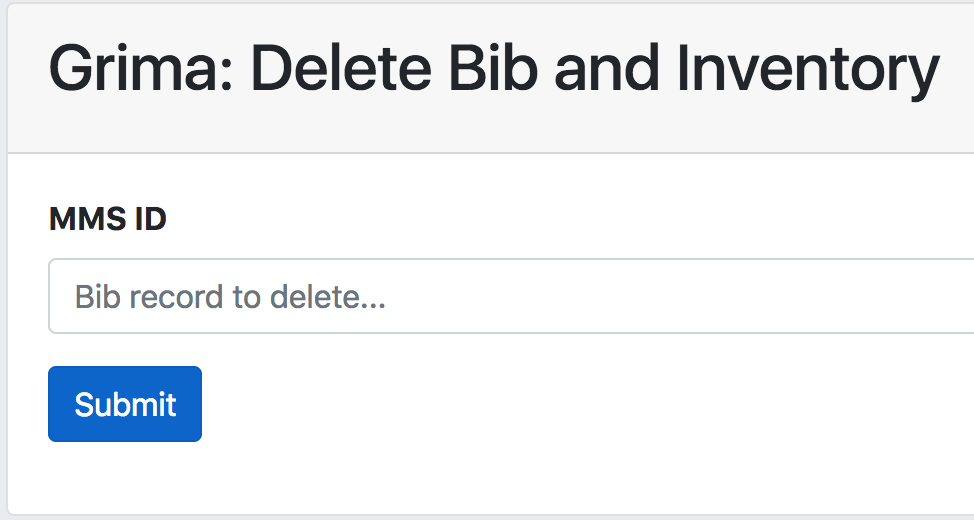 Grima: Delete Bib and Inventory
MMS ID
Bib record to delete...
Submit